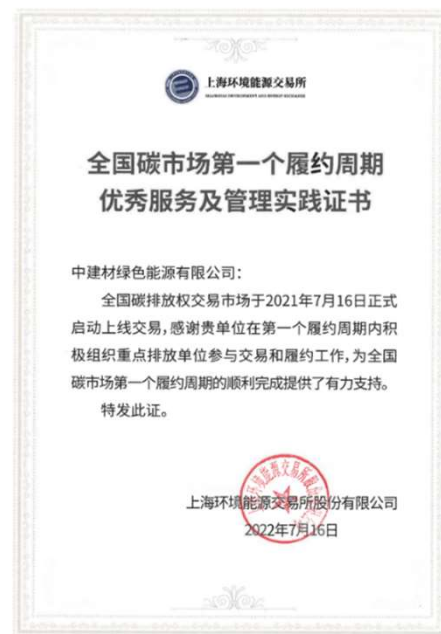 上海环境能源交易所
SHANGHAI ENVIRONMENT AND ENERGY EXCHANGE
全国碳市场第一个履约周期
优秀服务及管理实践证书
中建材绿色能源有限公司：
全国碳排放权交易市场于2021年7月16日正式
启动上线交易，感谢贵单位在第一个履约周期内积
极组织重点排放单位参与交易和履约工作，为全国
碳市场第一个履约周期的顺利完成提供了有力支持。
特发此证。
上海环境能源交易所股份有限公司
2022年7月16日